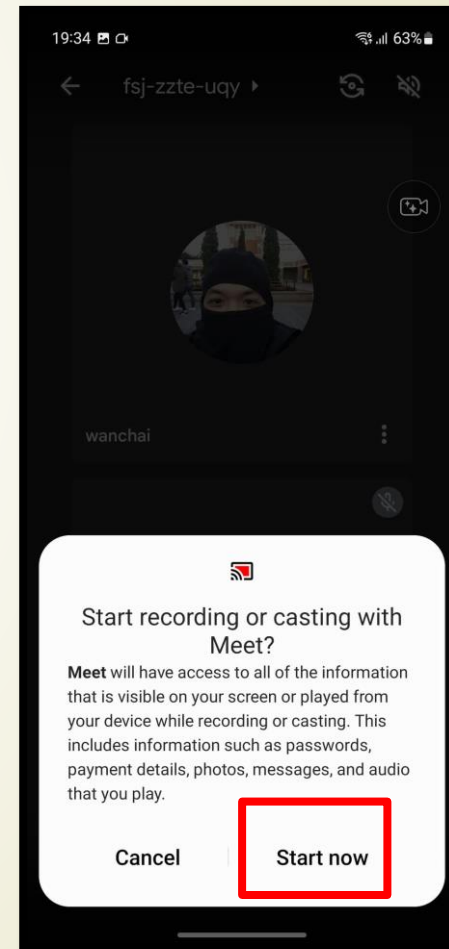 19:34 63%
fsj-zzte-uqy
wanchai
Start recording or casting with
Meet?
Meet will have access to all of the information
that is visible on your screen or played from
your device while recording or casting. This
includes information such as passwords,
payment details, photos, messages, and audio
that you play.
Cancel Start now